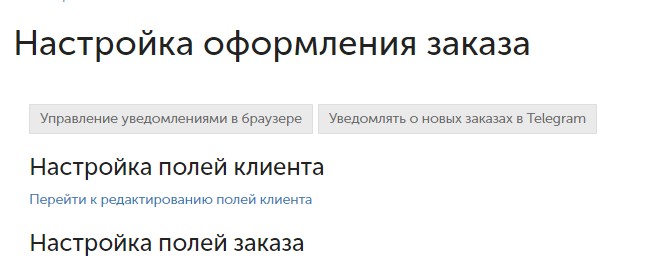 Настройка оформления заказа
Управление уведомлениями в браузере Уведомлять о новых заказах в Telegram
Настройка полей клиента
Перейти к редактированию полей клиента
Настройка полей заказа